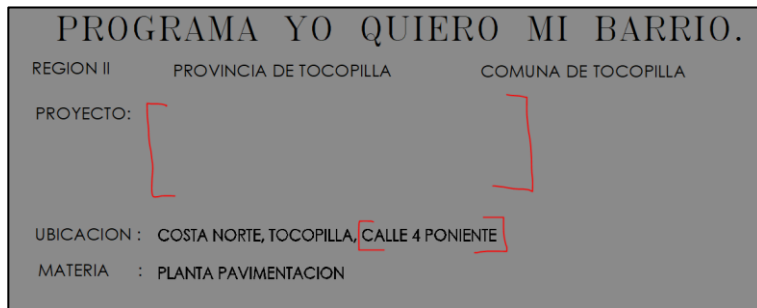 PROGRAMA YO QUIERO MI BARRIO.
REGION II PROVINCIA DE TOCOPILLA COMUNA DE TOCOPILLA
PROYECTO:
UBICACION : COSTA NORTE, TOCOPILLA, CALLE 4 PONIENTE
MATERIA : PLANTA PAVIMENTACION